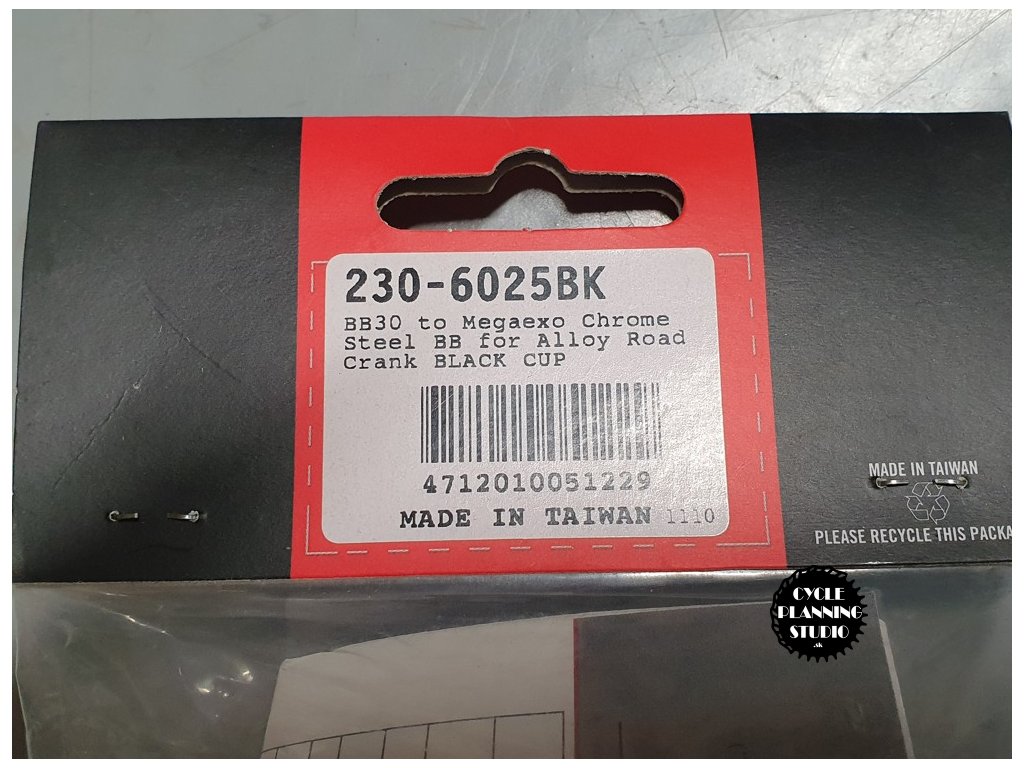 230-6025BK
BB30 to Megaexo Chrome
Steel BB for Alloy Road
Crank BLACK CUP
4712010051229
MADE IN TAIWAN 1110
MADE IN TAIWAN
PLEASE RECYCLE THIS PACKA
CYCLE
PLANNING
STUDIO
.sk